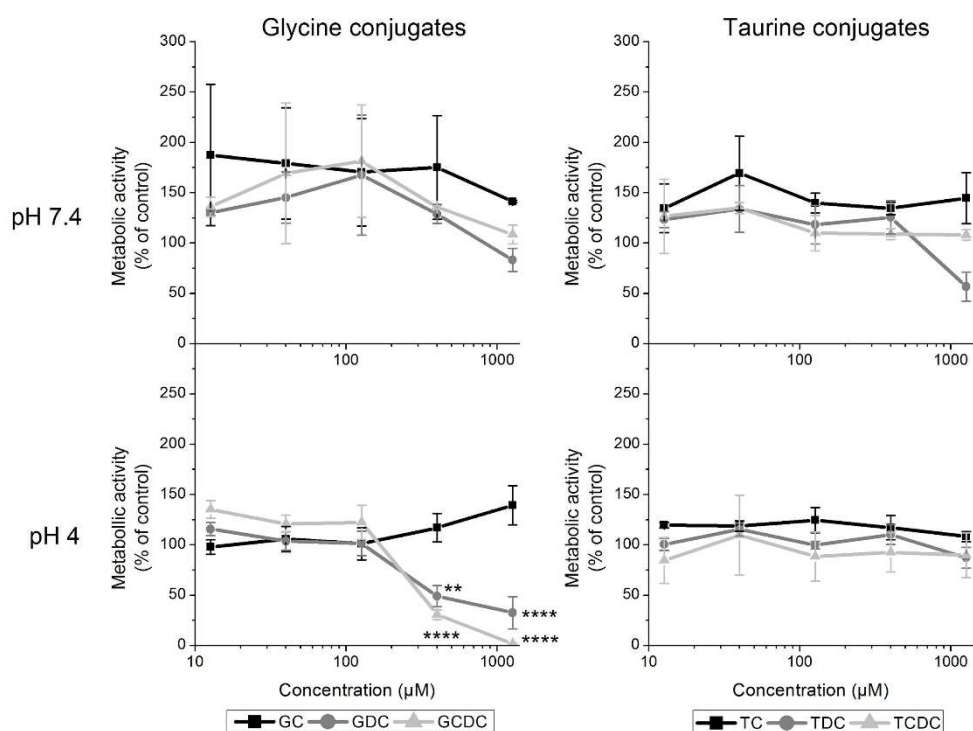 Glycine conjugates
Taurine conjugates
pH 7.4
Metabolic activity
(% of control)
300
250
200
150
100
50
0
100
1000
Metabolic activity
(% of control)
300
250
200
150
100
50
0
100
1000
pH 4
Metabollic activity
(% of control)
250
200
150
100
50
0
10
100
1000
**
****
****
****
Concentration (µM)
GC GDC GCDC
Metabolic activity
(% of control)
250
200
150
100
50
0
10
100
1000
Concentration (µM)
TC TDC TCDC